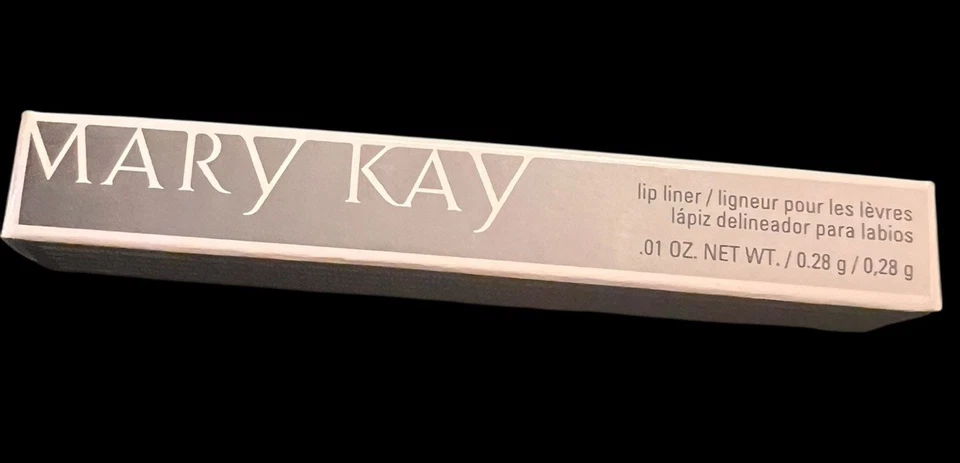 MARY KAY
lip liner / ligneur pour les lèvres
lápiz delineador para labios
.01 OZ. NET WT. / 0.28 g / 0,28 g